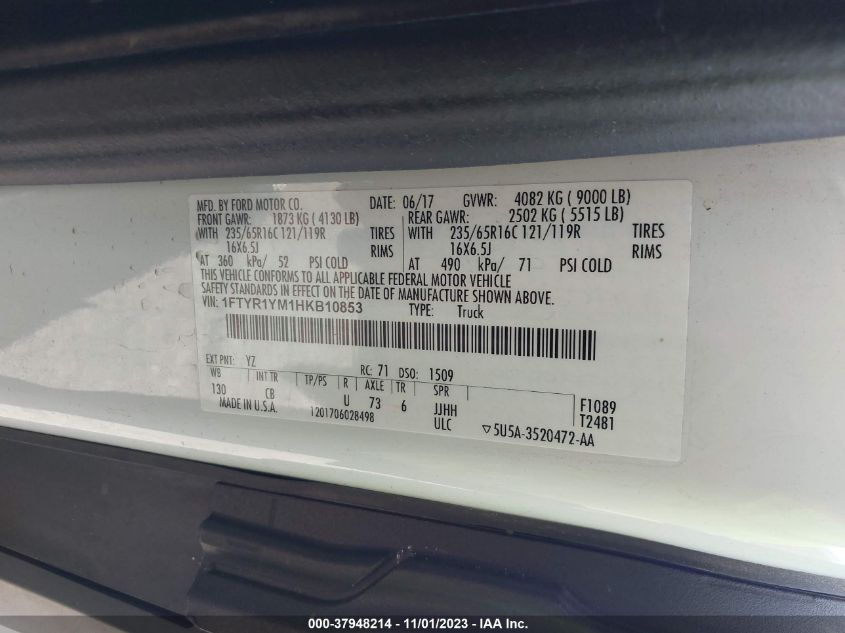 MFD. BY FORD MOTOR CO. DATE: 06/17 GVWR: 4082 KG ( 9000 LB)
FRONT GAWR: 1873 KG ( 4130 LB) REAR GAWR: 2502 KG ( 5515 LB)
WITH 235/65R16C 121/119R TIRES WITH 235/65R16C 121/119R TIRES
16X6.5J RIMS 16X6.5J RIMS
AT 360 kPa/ 52 PSI COLD AT 490 kPa/ 71 PSI COLD
THIS VEHICLE CONFORMS TO ALL APPLICABLE FEDERAL MOTOR VEHICLE
SAFETY STANDARDS IN EFFECT ON THE DATE OF MANUFACTURE SHOWN ABOVE.
VIN: 1FTYR1YM1HKB10853 TYPE: Truck
EXT PNT: YZ RC: 71 DSO: 1509
WB INT TR TP/PS R AXLE TR SPR
130 CB U 73 6 JJHH F1089
MADE IN U.S.A. 1201706028498 ULC T2481
▽5U5A-3520472-AA
000-37948214 - 11/01/2023 - IAA Inc.